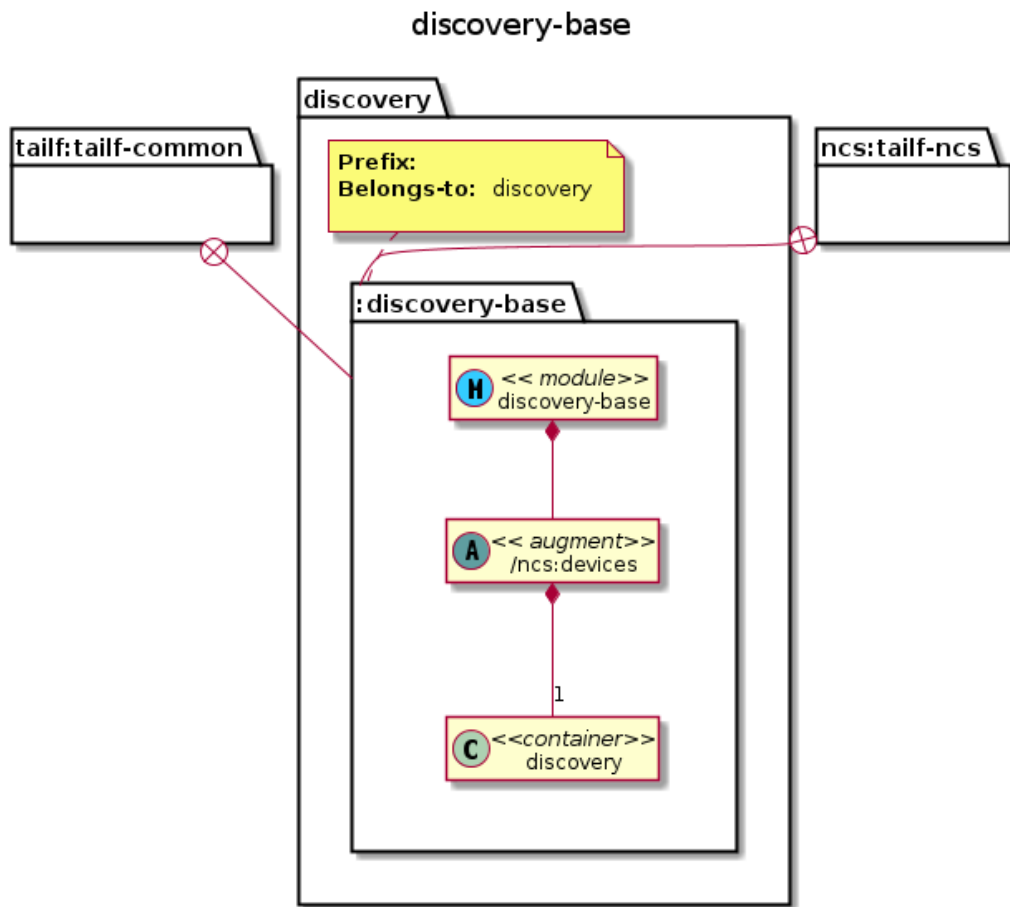 discovery-base
discovery
tailf:tailf-common
ncs:tailf-ncs
Prefix:
Belongs-to: discovery
:discovery-base
M
<< module>>
discovery-base
A
<< augment>>
/ncs:devices
1
C
<<container>>
discovery